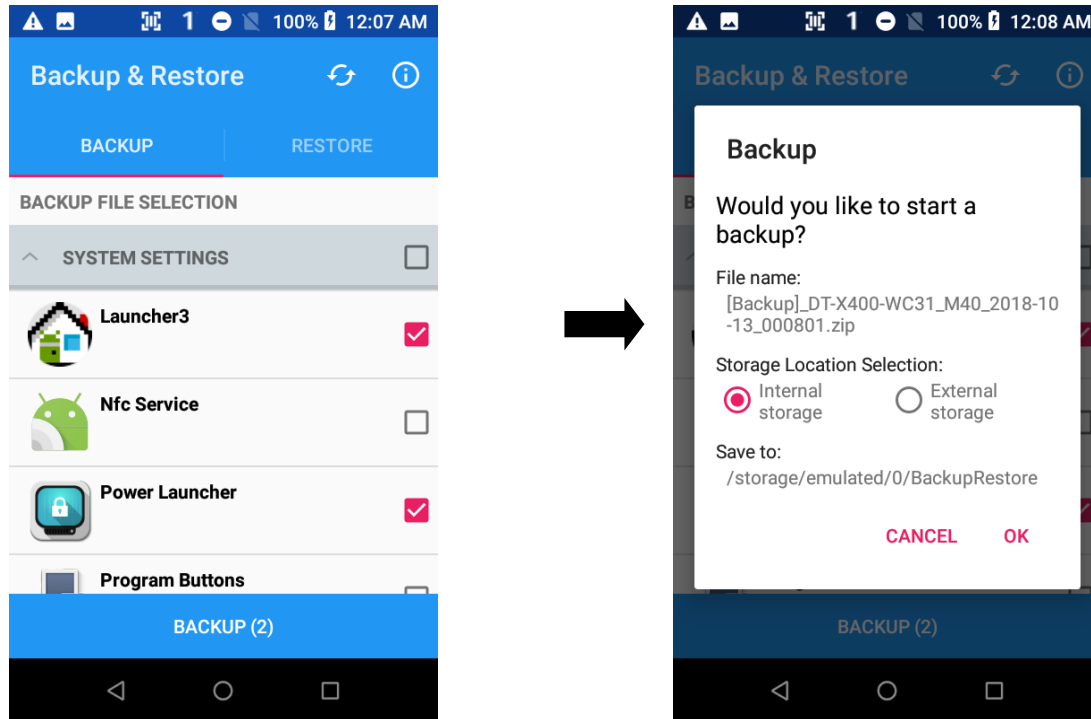 1 100% 12:07 AM
Backup & Restore
BACKUP RESTORE
BACKUP FILE SELECTION
SYSTEM SETTINGS
Launcher3
Nfc Service
Power Launcher
Program Buttons
BACKUP (2)
1 100% 12:08 AM
Backup & Restore
B
Backup
Would you like to start a
backup?
File name:
[Backup]_DT-X400-WC31_M40_2018-10
-13_000801.zip
Storage Location Selection:
Internal
storage
External
storage
Save to:
/storage/emulated/0/BackupRestore
CANCEL OK
BACKUP (2)